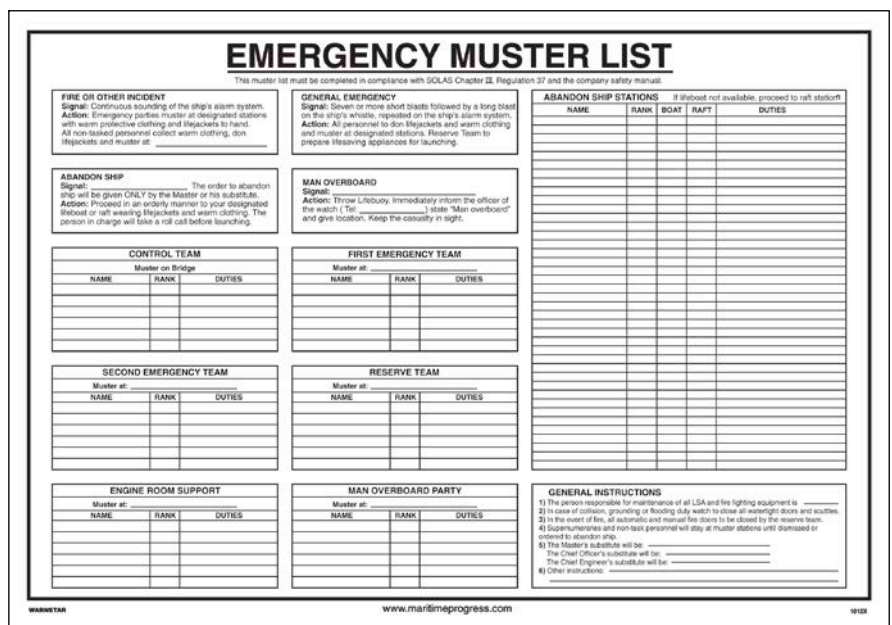 EMERGENCY MUSTER LIST
This muster list must be completed in compliance with SOLAS Chapter III, Regulation 37 and the company safety manual.
FIRE OR OTHER INCIDENT
Signal: Continuous sounding of the ship's alarm system.
Action: Emergency parties muster at designated stations
with warm protective clothing and lifejackets to hand.
All non-tasked personnel collect warm clothing, don
lifejackets and muster at:
GENERAL EMERGENCY
Signal: Seven or more short blasts followed by a long blast
on the ship's whistle, repeated on the ship's alarm system.
Action: All personnel to don lifejackets and warm clothing
and muster at designated stations. Reserve Team to
prepare lifesaving appliances for launching.
ABANDON SHIP
Signal: The order to abandon
ship will be given ONLY by the Master or his substitute.
Action: Proceed in an orderly manner to your designated
lifeboat or raft wearing lifejackets and warm clothing. The
person in charge will take a roll call before launching.
MAN OVERBOARD
Signal:
Action: Throw Lifebuoy. Immediately inform the officer of
the watch ( Tel: ) state "Man overboard"
and give location. Keep the casualty in sight.
CONTROL TEAM
Muster on Bridge
NAME RANK DUTIES
FIRST EMERGENCY TEAM
Muster at:
NAME RANK DUTIES
SECOND EMERGENCY TEAM
Muster at:
NAME RANK DUTIES
RESERVE TEAM
Muster at:
NAME RANK DUTIES
ENGINE ROOM SUPPORT
Muster at:
NAME RANK DUTIES
MAN OVERBOARD PARTY
Muster at:
NAME RANK DUTIES
ABANDON SHIP STATIONS If lifeboat not available, proceed to raft station
NAME RANK BOAT RAFT DUTIES
GENERAL INSTRUCTIONS
1) The person responsible for maintenance of all LSA and fire fighting equipment is
2) In case of collision, grounding or flooding duty watch to close all watertight doors and scuttles.
3) In the event of fire, all automatic and manual fire doors to be closed by the reserve team.
4) Supernumeraries and non-task personnel will stay at muster stations until dismissed or
ordered to abandon ship.
5) The Master's substitute will be:
The Chief Officer's substitute will be:
The Chief Engineer's substitute will be:
6) Other Instructions:
WARNSTAR
www.maritimeprogress.com
1012X